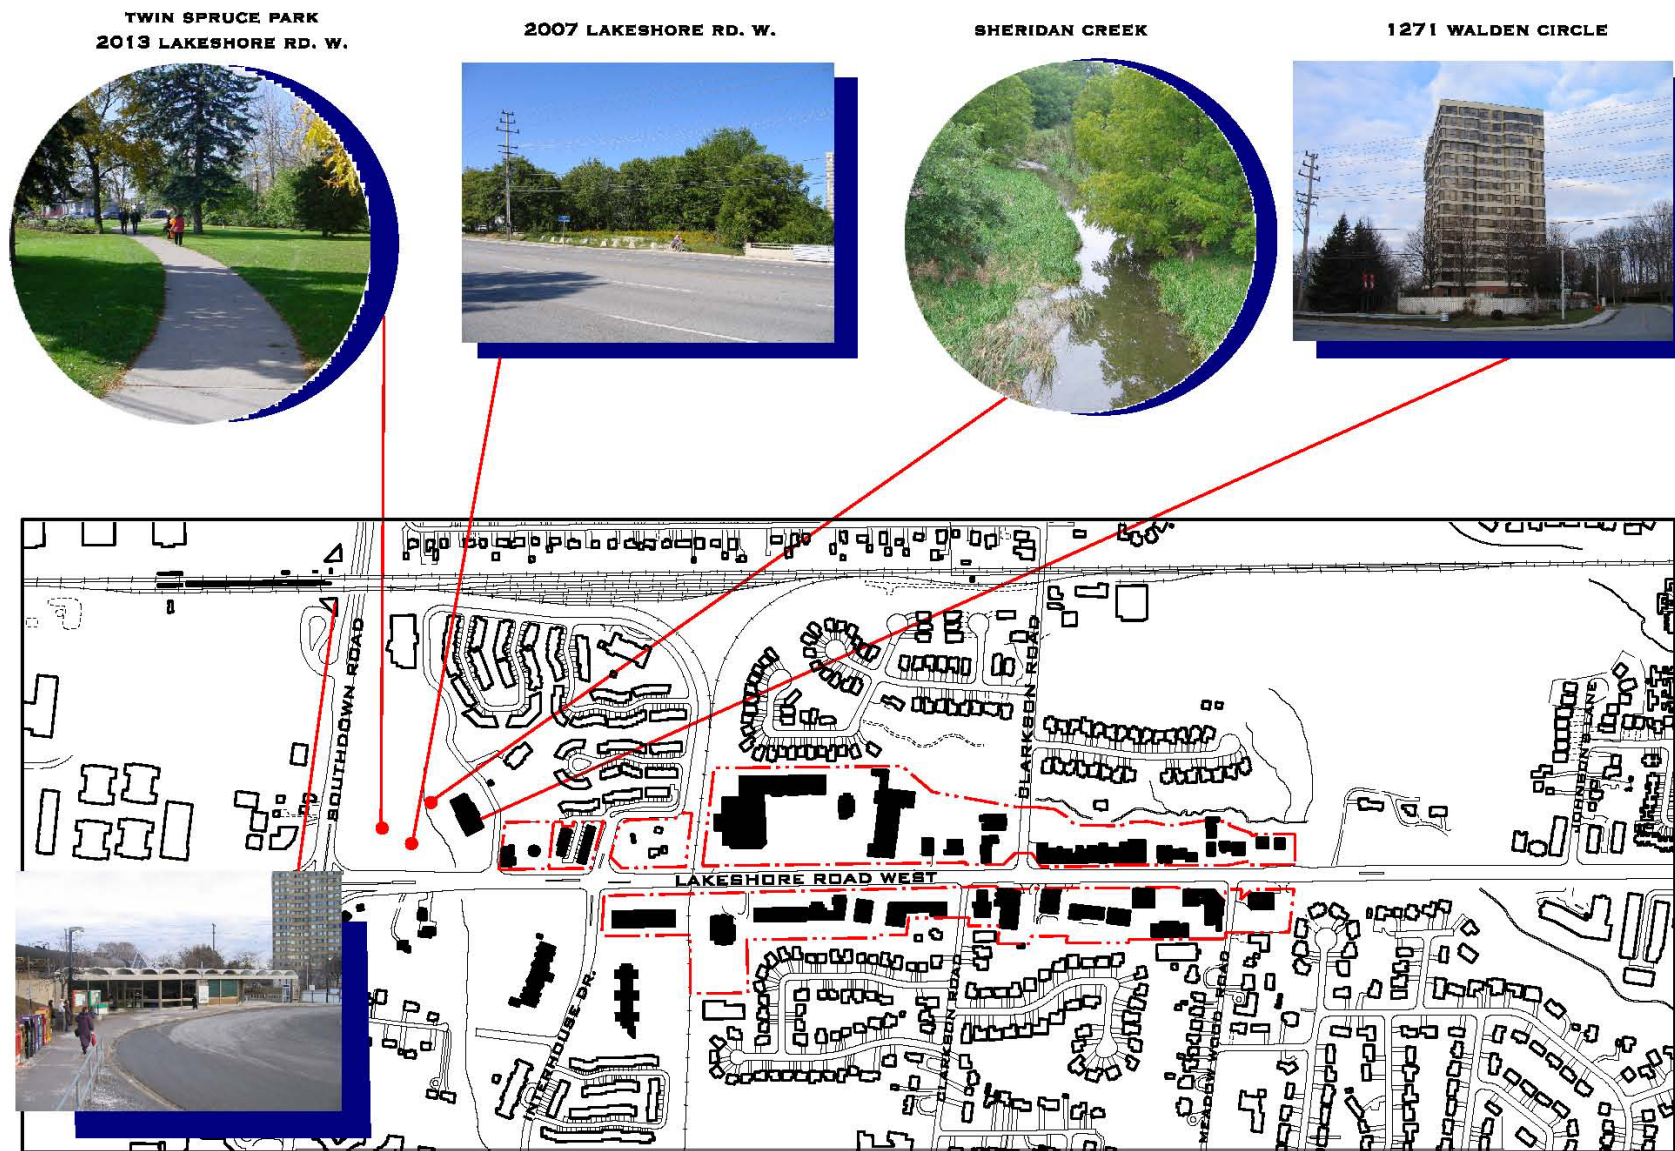 TWIN SPRUCE PARK
2013 LAKESHORE RD. W.
2007 LAKESHORE RD. W.
SHERIDAN CREEK
1271 WALDEN CIRCLE
SOUTHDOWN ROAD
CLARKSON ROAD
JOHNSON'S LANE
LAKESHORE ROAD WEST
INTERHOUSE DR.
CLARKSON ROAD
MEADOW WOOD ROAD